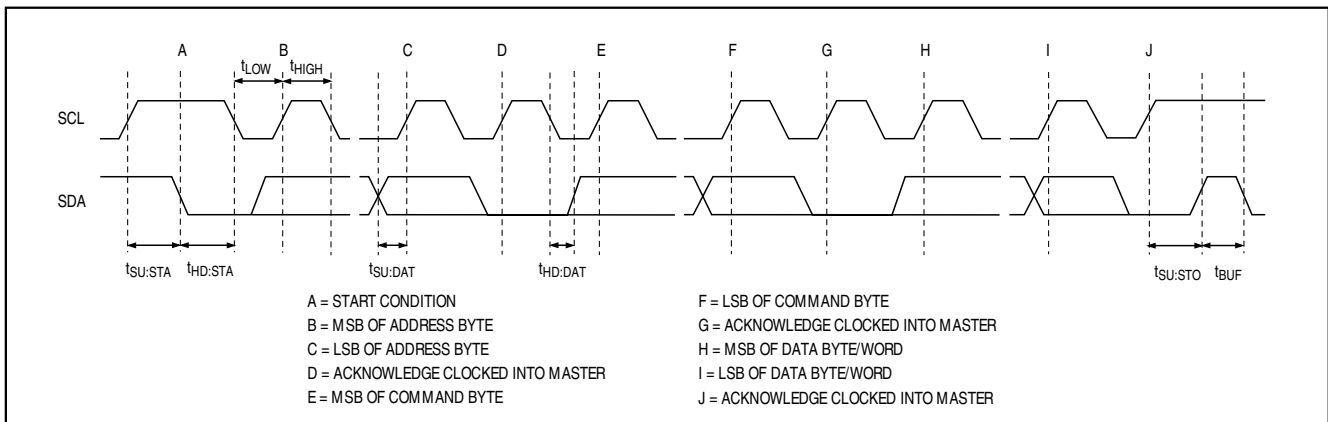 A B C D E F G H I J
tLOW tHIGH
SCL
SDA
tSU:STA tHD:STA tSU:DAT tHD:DAT tSU:STO tBUF
A = START CONDITION
B = MSB OF ADDRESS BYTE
C = LSB OF ADDRESS BYTE
D = ACKNOWLEDGE CLOCKED INTO MASTER
E = MSB OF COMMAND BYTE
F = LSB OF COMMAND BYTE
G = ACKNOWLEDGE CLOCKED INTO MASTER
H = MSB OF DATA BYTE/WORD
I = LSB OF DATA BYTE/WORD
J = ACKNOWLEDGE CLOCKED INTO MASTER